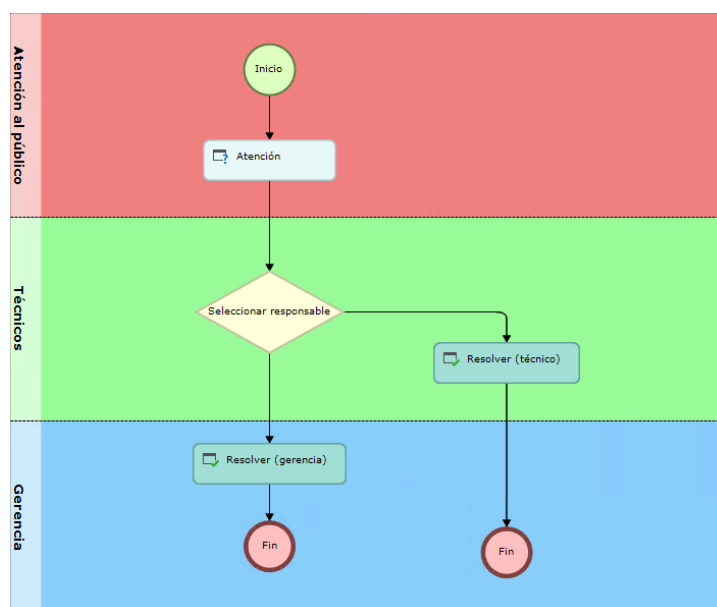 Atención al público
Inicio
Atención
Técnicos
Seleccionar responsable
Resolver (técnico)
Gerencia
Resolver (gerencia)
Fin
Fin